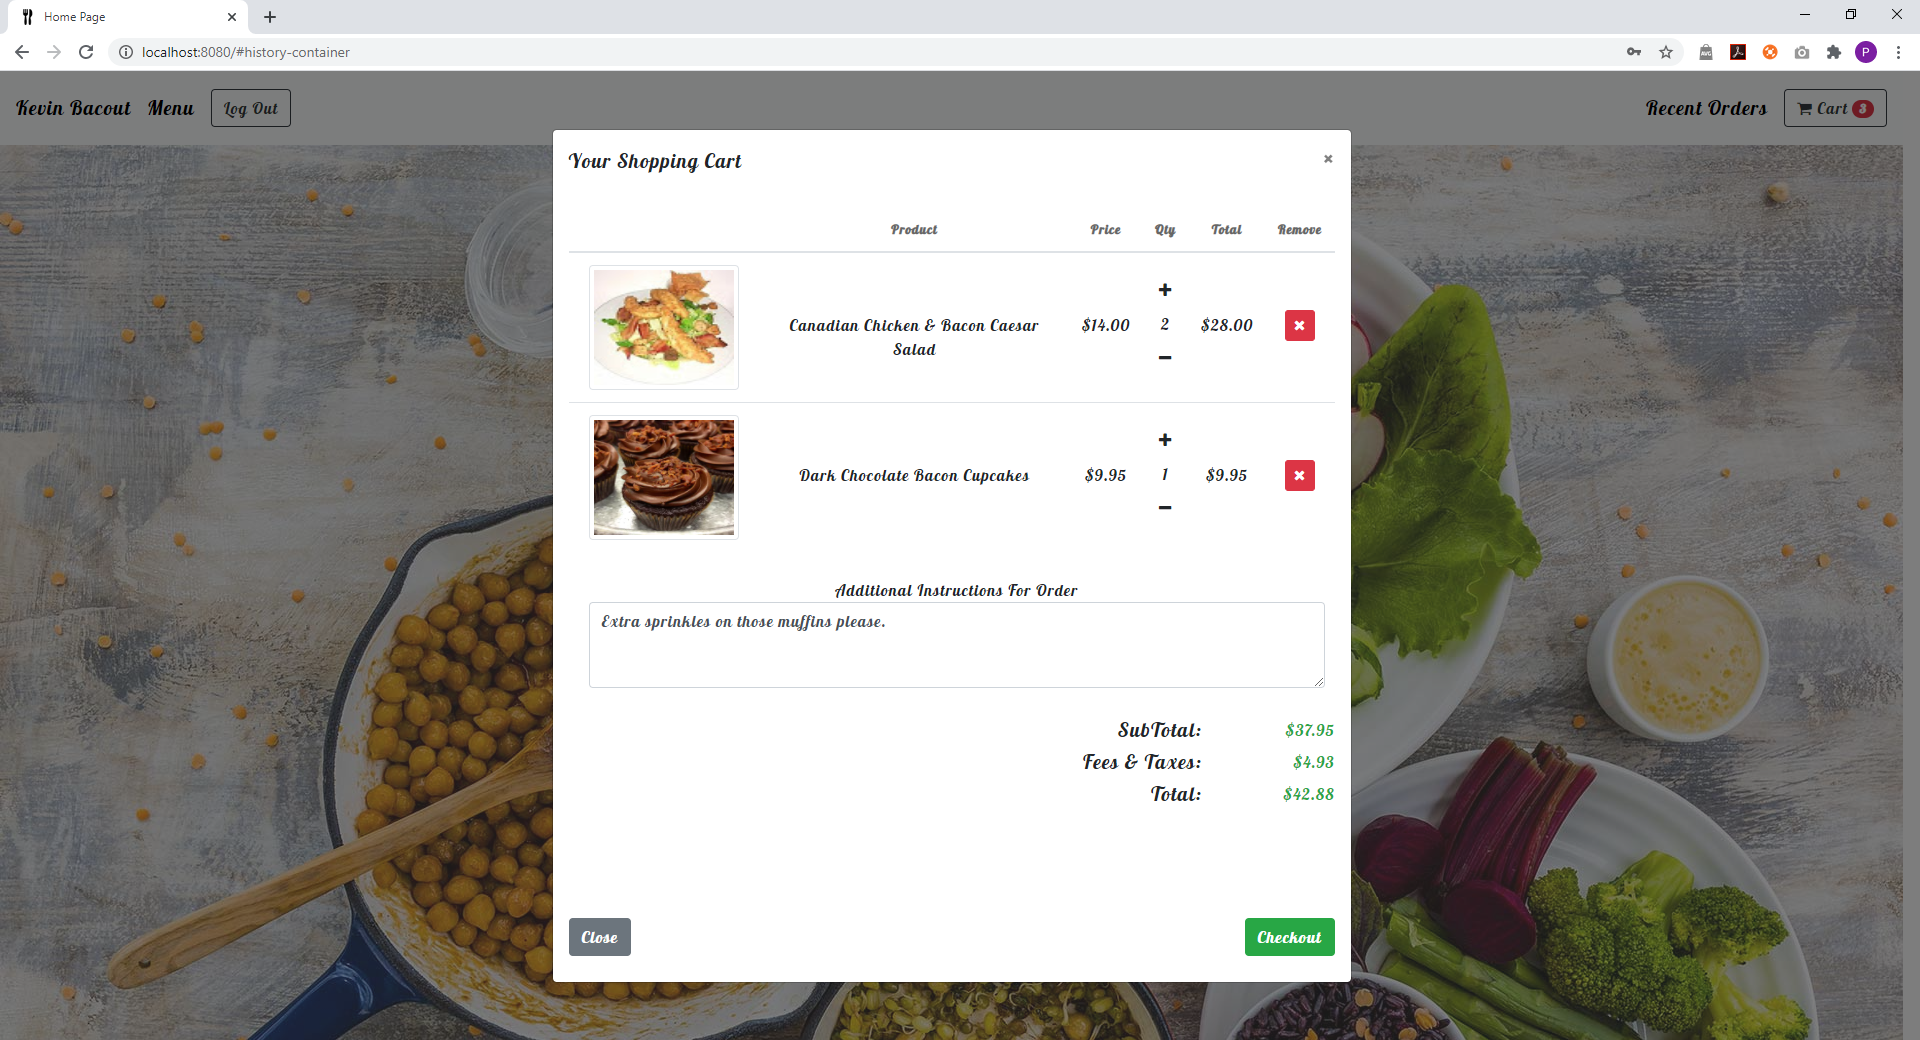 Home Page
localhost:8080/#history-container
P
Kevin Bacout Menu Log Out Recent Orders Cart 3
Your Shopping Cart
Product Price Qty Total Remove
Canadian Chicken & Bacon Caesar
Salad
$14.00 2 $28.00
Dark Chocolate Bacon Cupcakes $9.95 1 $9.95
Additional Instructions For Order
Extra sprinkles on those muffins please.
SubTotal: $37.95
Fees & Taxes: $4.93
Total: $42.88
Close Checkout